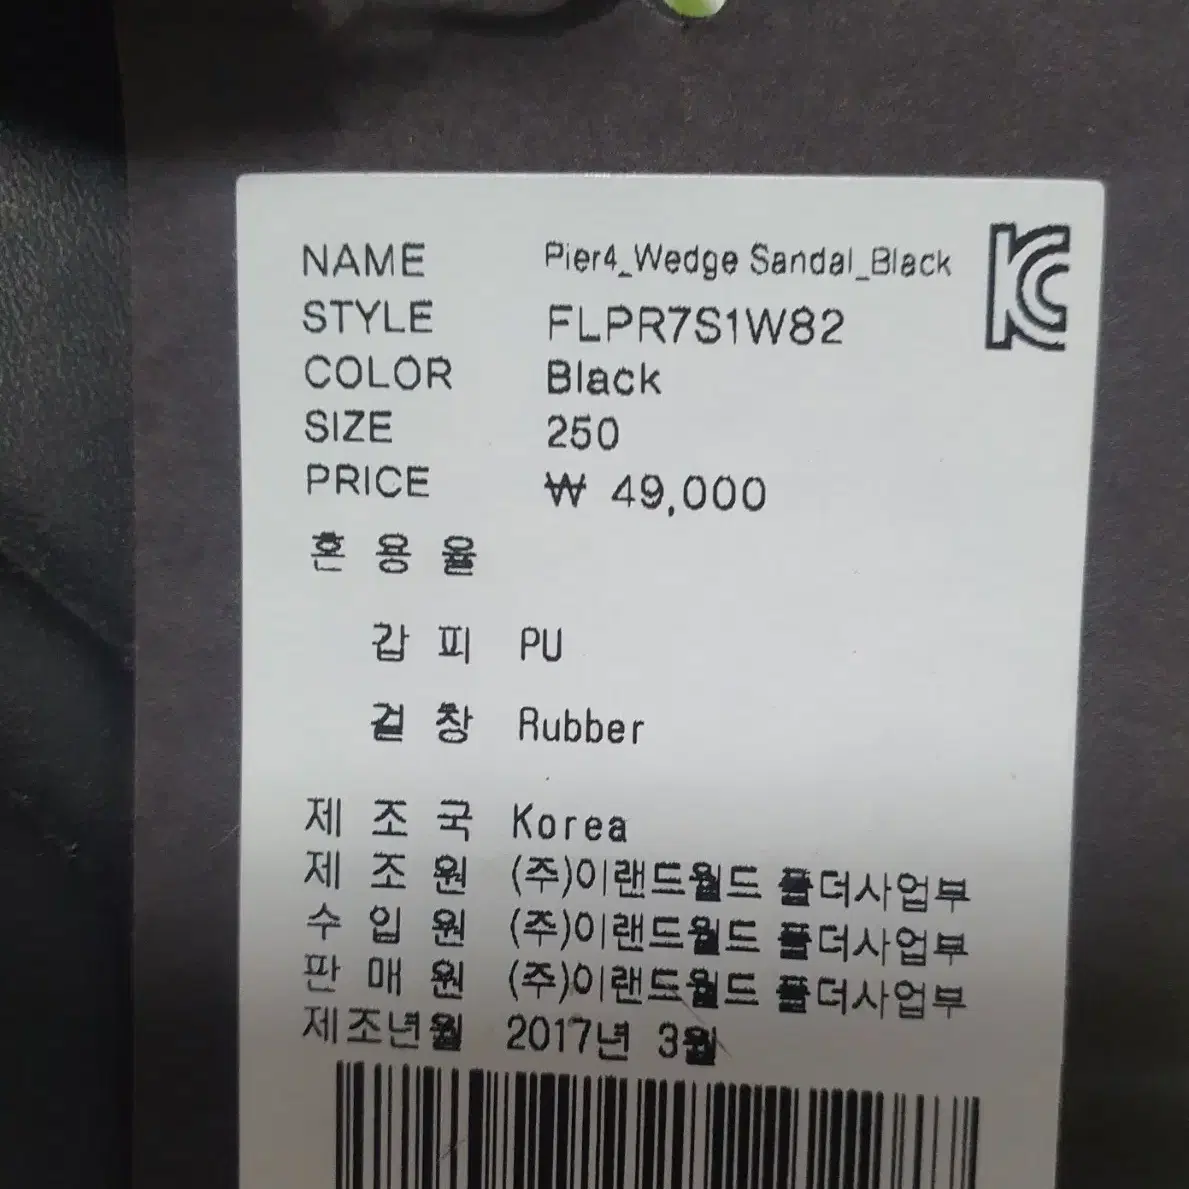 NAME Pier4_Wedge Sandal_Black
STYLE FLPR7S1W82
COLOR Black
SIZE 250
PRICE ₩ 49,000
혼 용 율
갑 피 PU
겉 창 Rubber
제 조 국 Korea
제 조 원 (주)이랜드월드 폴더사업부
수 입 원 (주)이랜드월드 폴더사업부
판 매 원 (주)이랜드월드 폴더사업부
제조년월 2017년 3월